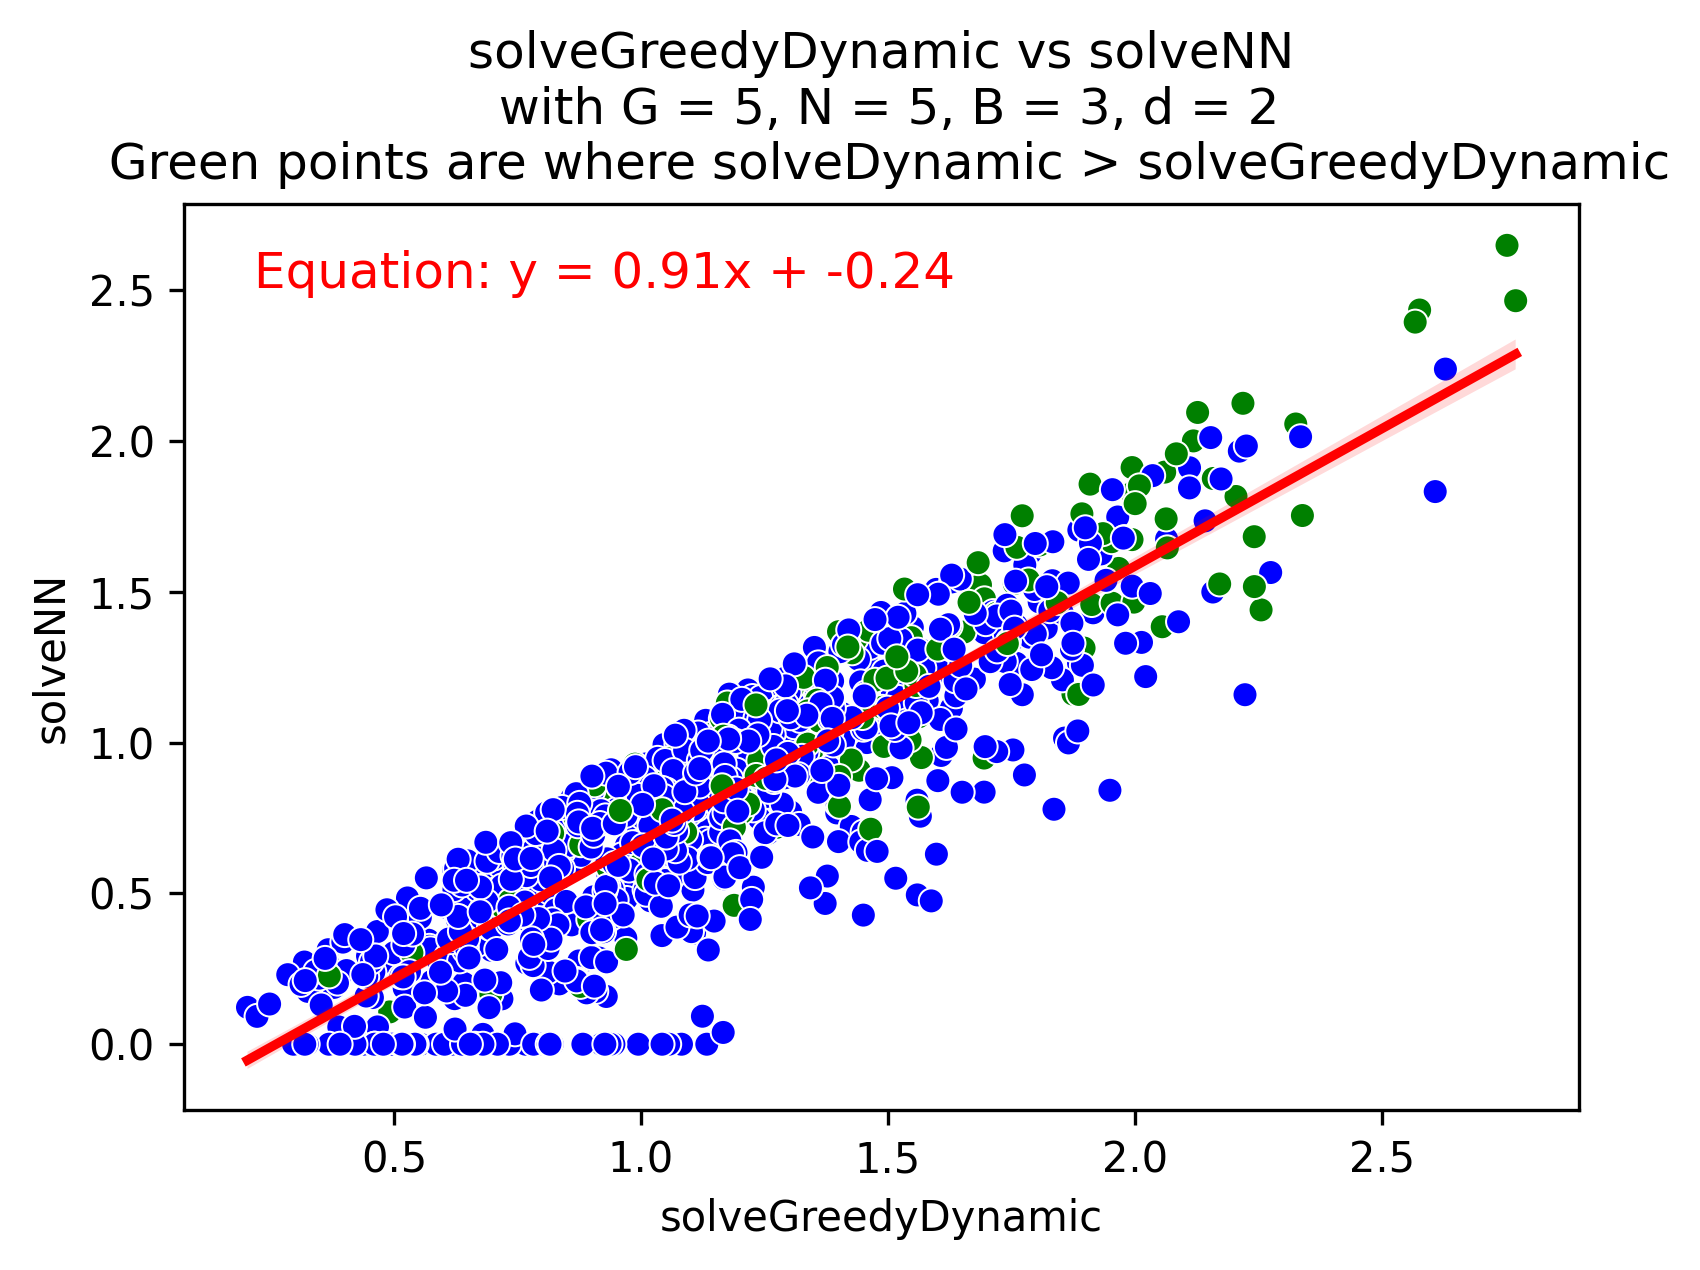 solveGreedyDynamic vs solveNN
with G = 5, N = 5, B = 3, d = 2
Green points are where solveDynamic > solveGreedyDynamic
Equation: y = 0.91x + -0.24
2.5
2.0
1.5
1.0
0.5
0.0
solveNN
0.5 1.0 1.5 2.0 2.5
solveGreedyDynamic